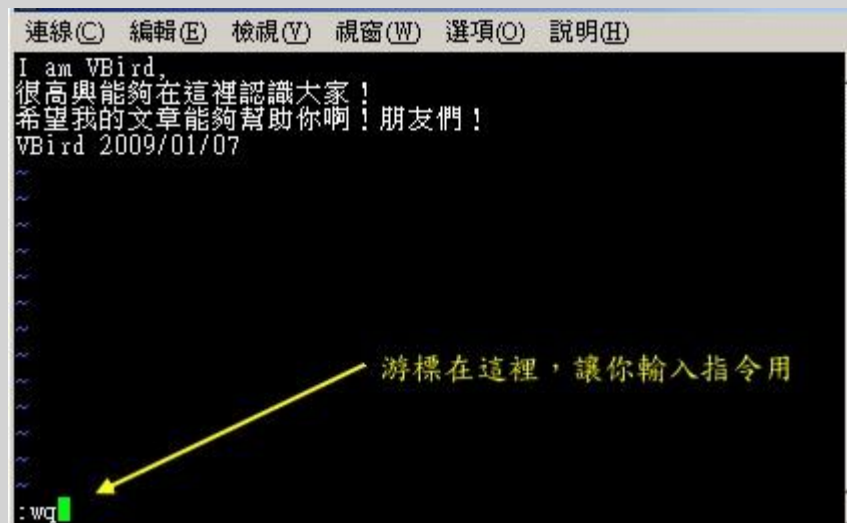 連線(C) 編輯(E) 檢視(V) 視窗(W) 選項(O) 說明(H)
I am VBird,
很高興能夠在這裡認識大家！
希望我的文章能夠幫助你啊！朋友們！
VBird 2009/01/07
~
~
~
~
~
~
~
~
游標在這裡，讓你輸入指令用
~
~
~
~
~
:wq